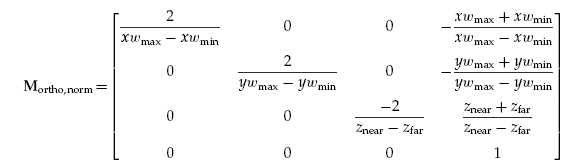 M_ortho,norm = [ 2/(xw_max − xw_min) 0 0 −(xw_max + xw_min)/(xw_max − xw_min) ]
[ 0 2/(yw_max − yw_min) 0 −(yw_max + yw_min)/(yw_max − yw_min) ]
[ 0 0 −2/(z_near − z_far) (z_near + z_far)/(z_near − z_far) ]
[ 0 0 0 1 ]